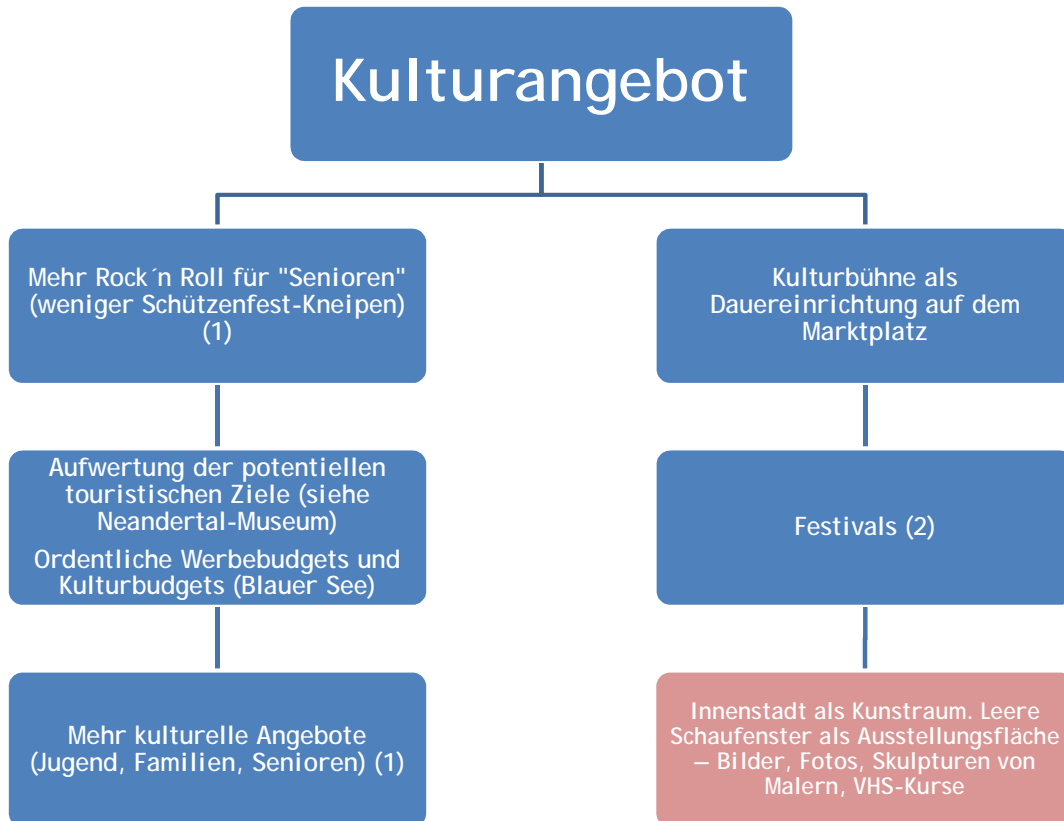 Kulturangebot
Mehr Rock´n Roll für "Senioren"
(weniger Schützenfest-Kneipen)
(1)
Aufwertung der potentiellen
touristischen Ziele (siehe
Neandertal-Museum)
Ordentliche Werbebudgets und
Kulturbudgets (Blauer See)
Mehr kulturelle Angebote
(Jugend, Familien, Senioren) (1)
Kulturbühne als
Dauereinrichtung auf dem
Marktplatz
Festivals (2)
Innenstadt als Kunstraum. Leere
Schaufenster als Ausstellungsfläche
– Bilder, Fotos, Skulpturen von
Malern, VHS-Kurse